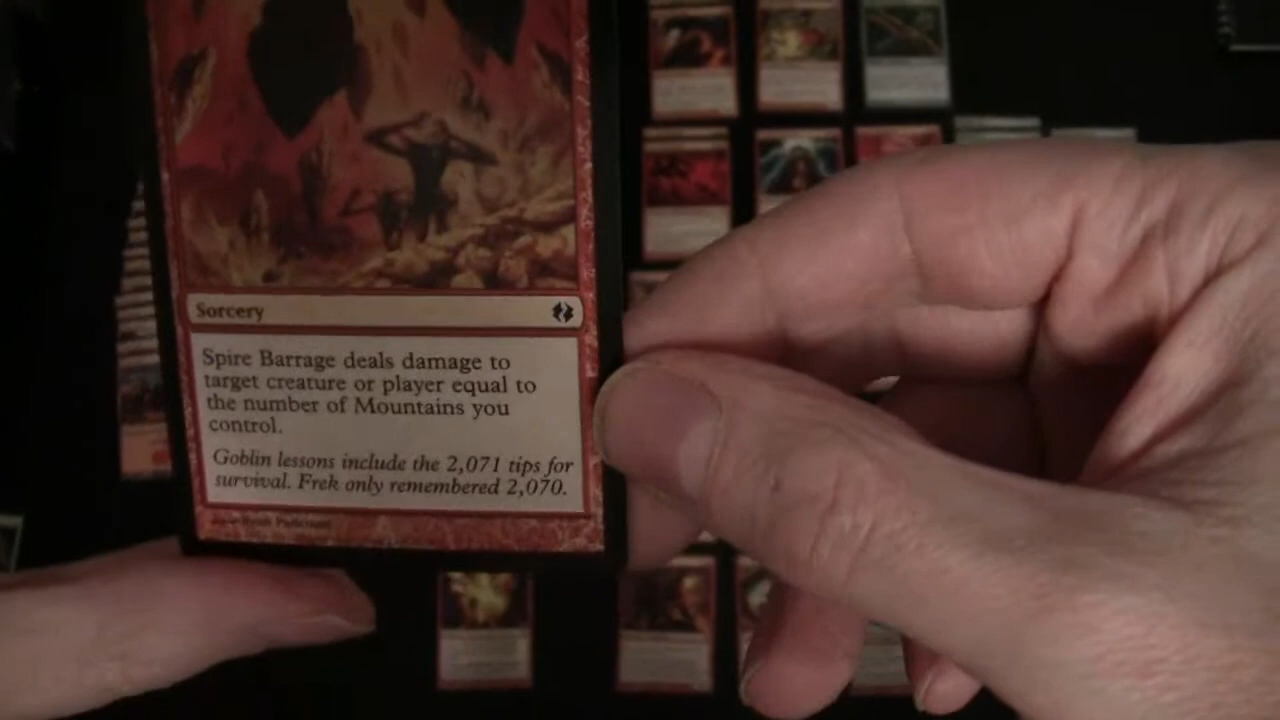 Sorcery
Spire Barrage deals damage to
target creature or player equal to
the number of Mountains you
control.
Goblin lessons include the 2,071 tips for
survival. Frek only remembered 2,070.